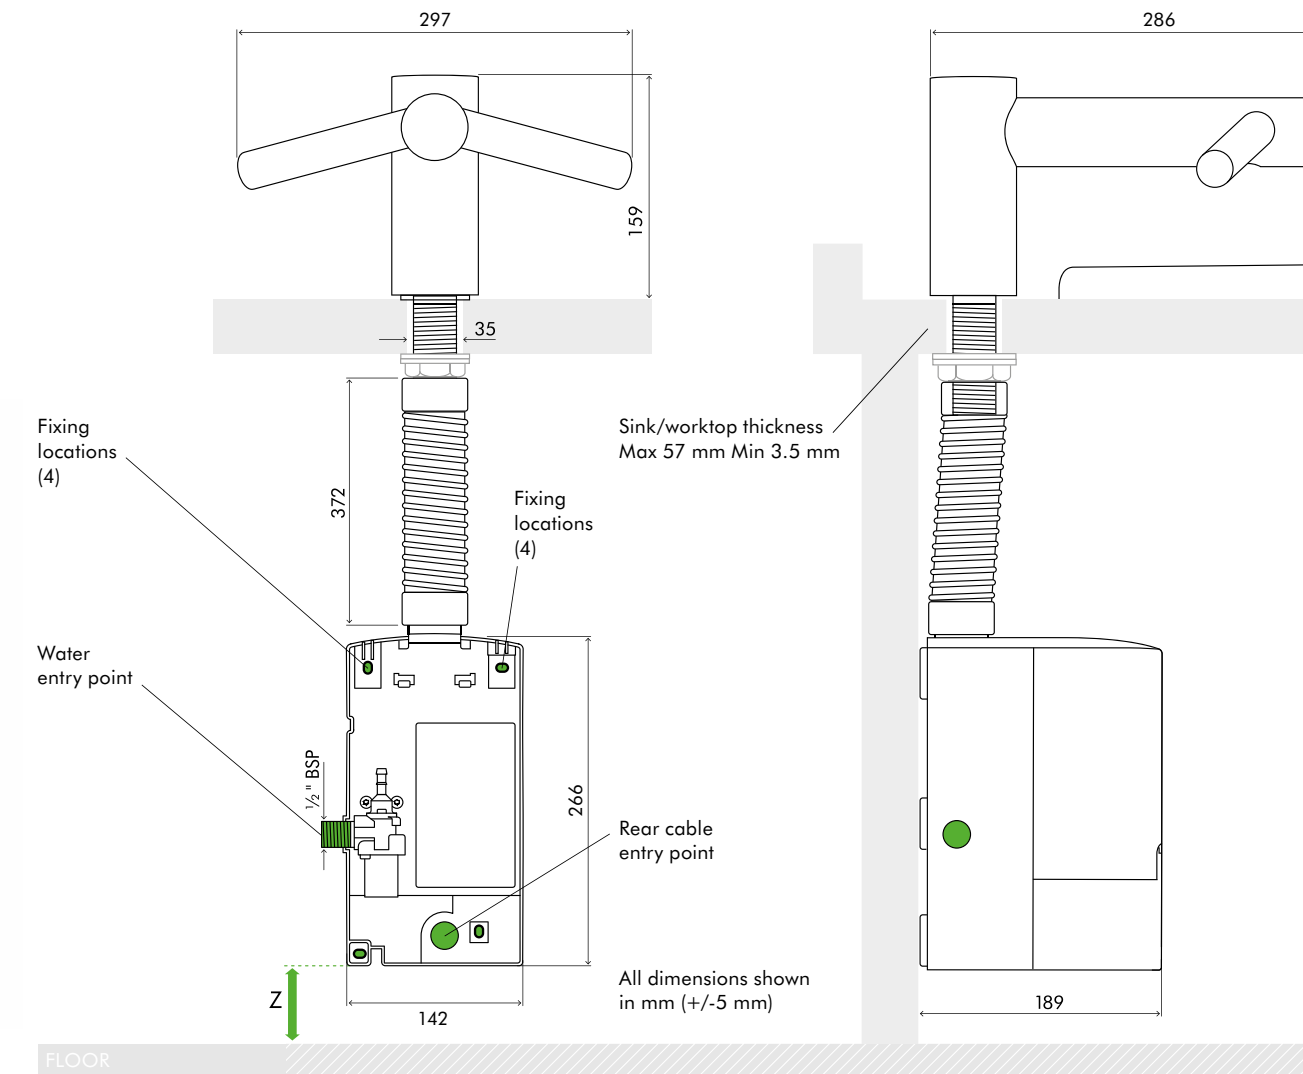 297
286
159
35
Fixing
locations
(4)
Sink/worktop thickness
Max 57 mm Min 3.5 mm
372
Fixing
locations
(4)
Water
entry point
½ " BSP
266
Rear cable
entry point
All dimensions shown
in mm (+/-5 mm)
Z
142
189
FLOOR